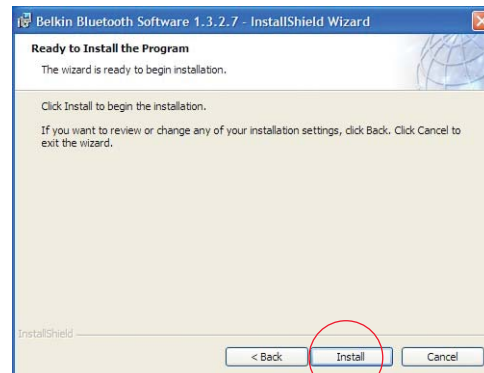 Belkin Bluetooth Software 1.3.2.7 - InstallShield Wizard
Ready to Install the Program
The wizard is ready to begin installation.
Click Install to begin the installation.
If you want to review or change any of your installation settings, click Back. Click Cancel to
exit the wizard.
InstallShield
< Back Install Cancel